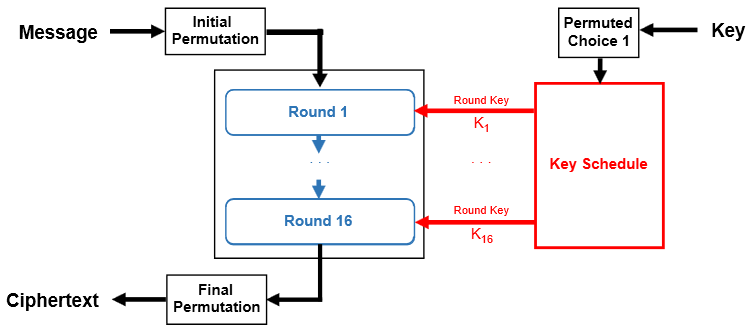 Message
Initial
Permutation
Permuted
Choice 1
Key
Round 1
Round Key
K1
. . .
. . .
Key Schedule
Round 16
Round Key
K16
Final
Permutation
Ciphertext